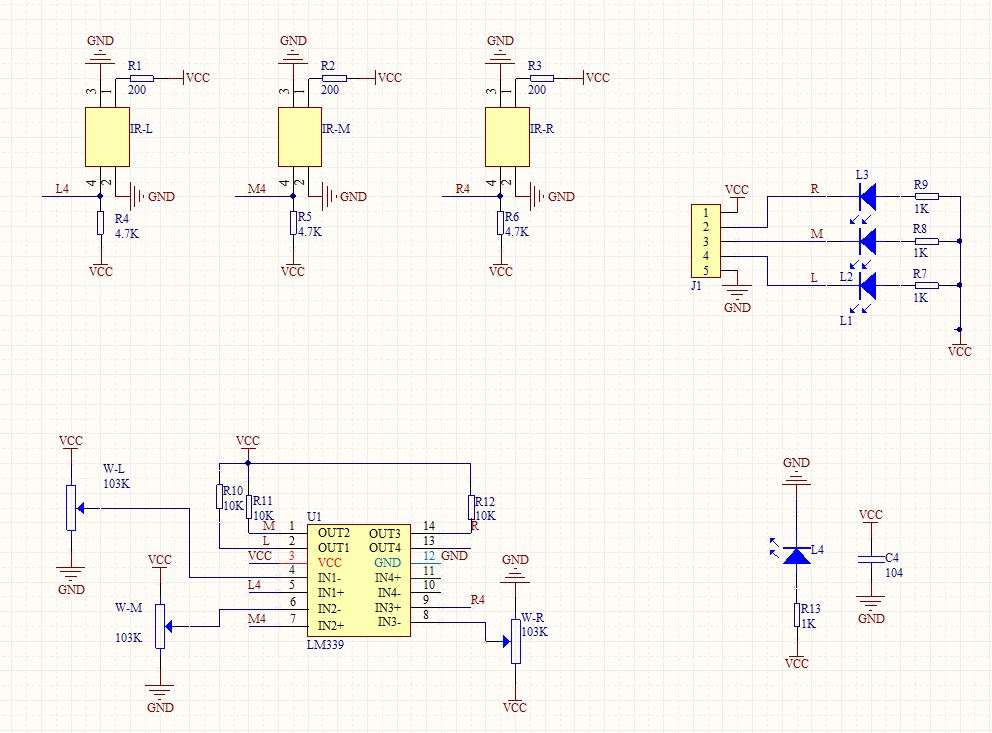 GND
R1
200
VCC
3
1
IR-L
4
2
L4
GND
R4
4.7K
VCC
GND
R2
200
VCC
3
1
IR-M
4
2
M4
GND
R5
4.7K
VCC
GND
R3
200
VCC
3
1
IR-R
4
2
R4
GND
R6
4.7K
VCC
VCC
1
2
3
4
5
J1
GND
R
L3
R9
1K
M
R8
1K
L2
L
R7
1K
L1
VCC
VCC
W-L
103K
GND
VCC
W-M
103K
GND
VCC
R10
10K
R11
10K
R12
10K
U1
M 1 OUT2 OUT3 14 R
L 2 OUT1 OUT4 13
VCC 3 VCC GND 12 GND
4 IN1- IN4+ 11
L4 5 IN1+ IN4- 10
6 IN2- IN3+ 9 R4
M4 7 IN2+ IN3- 8
LM339
GND
W-R
103K
VCC
GND
L4
R13
1K
VCC
VCC
C4
104
GND